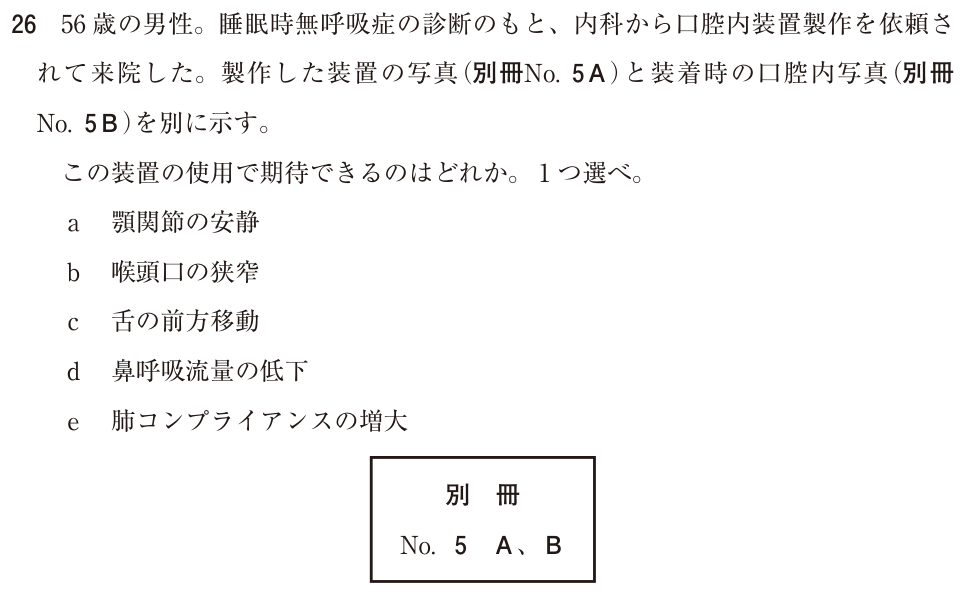 26 56歳の男性。睡眠時無呼吸症の診断のもと、内科から口腔内装置製作を依頼さ
れて来院した。製作した装置の写真(別冊No. 5A)と装着時の口腔内写真(別冊
No. 5B)を別に示す。
この装置の使用で期待できるのはどれか。1つ選べ。
a 顎関節の安静
b 喉頭口の狭窄
c 舌の前方移動
d 鼻呼吸流量の低下
e 肺コンプライアンスの増大
別 冊
No. 5 A、B